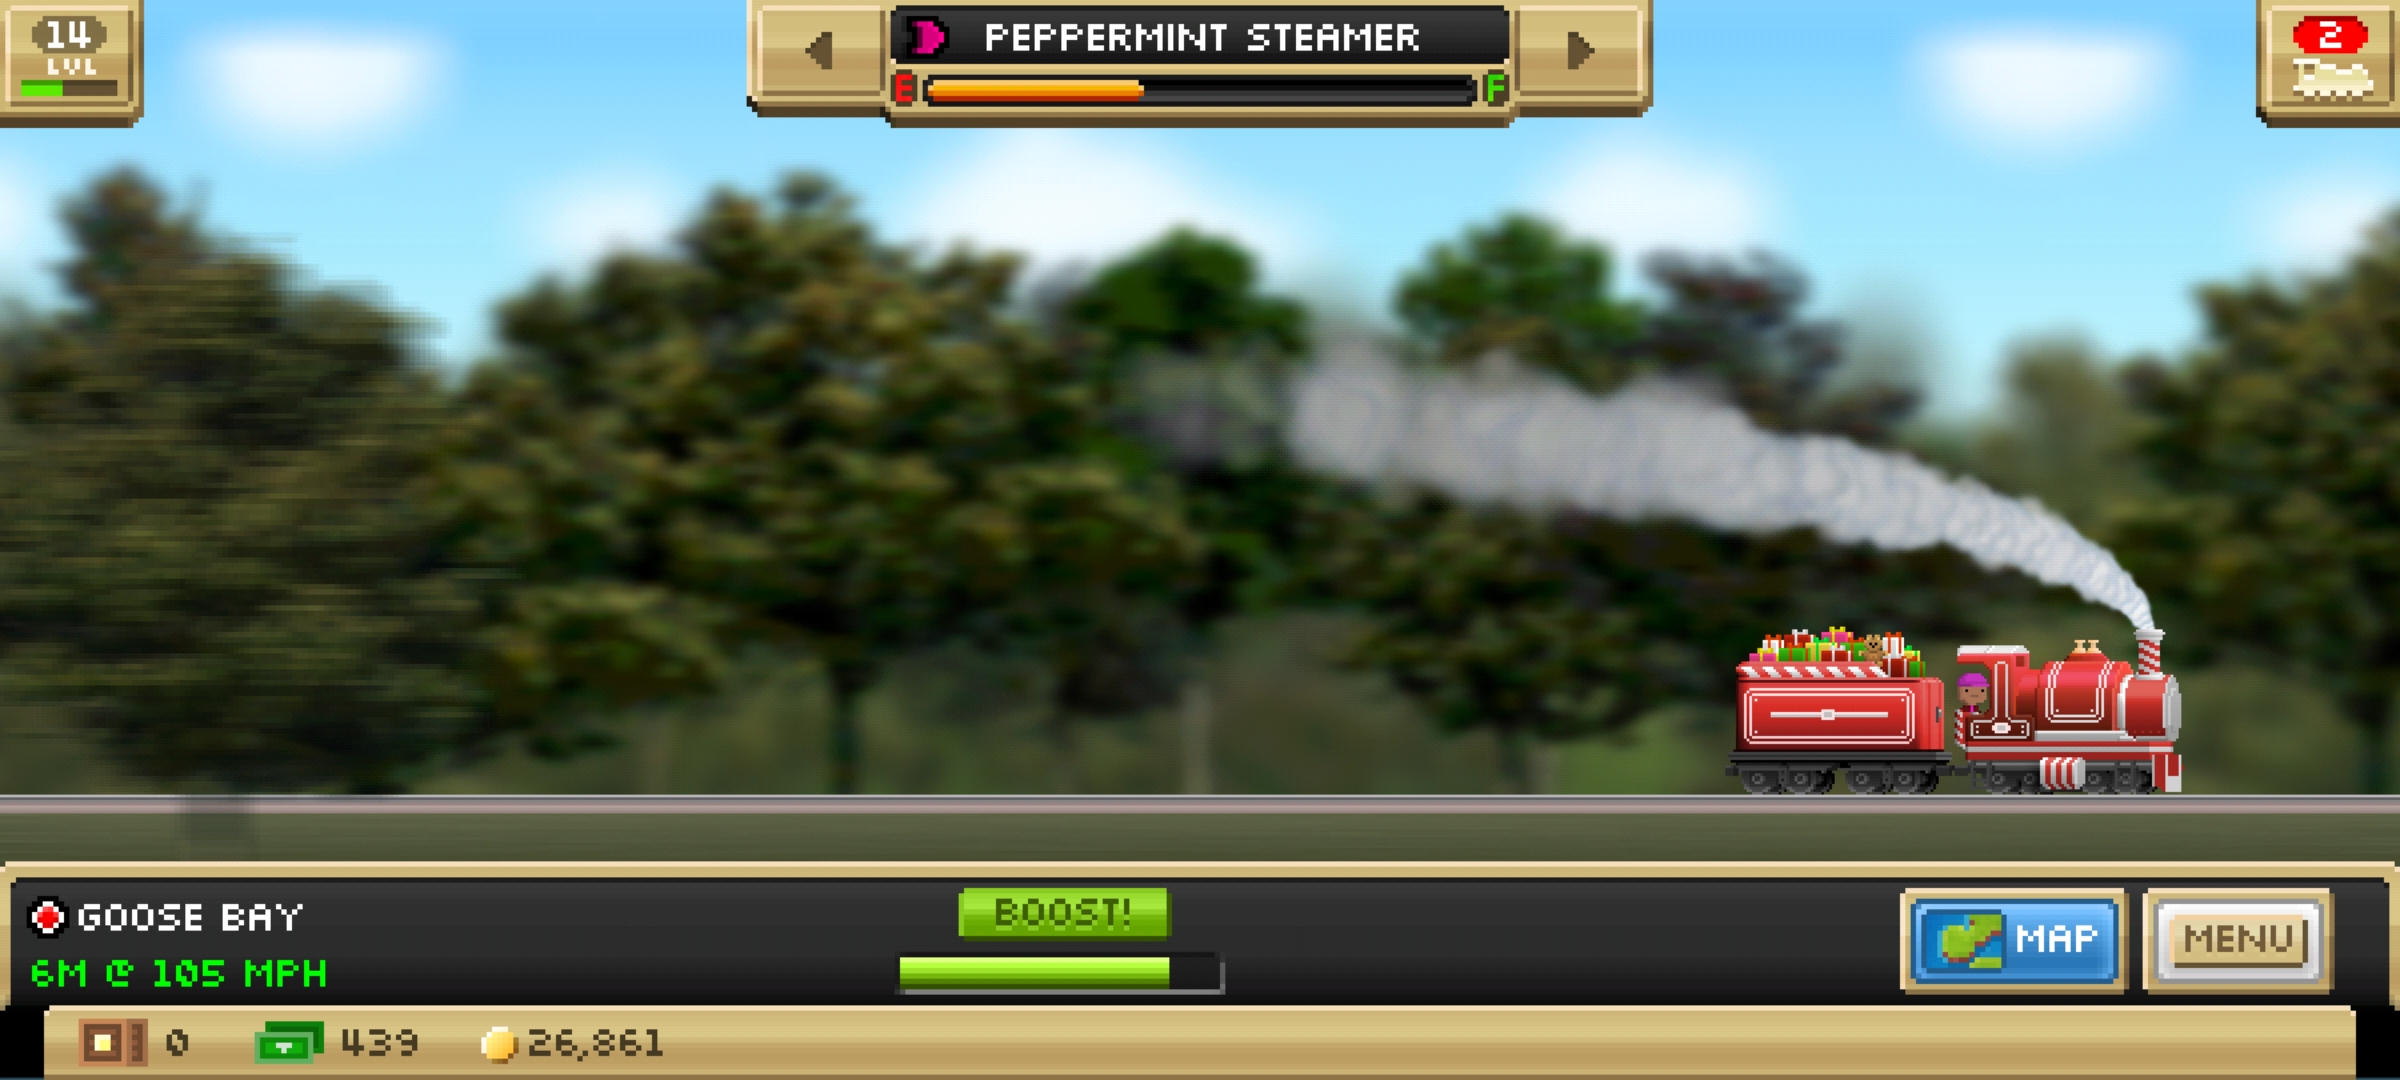 14
LVL
PEPPERMINT STEAMER
E F
2
GOOSE BAY
6M @ 105 MPH
BOOST!
MAP
MENU
0
439
26,861